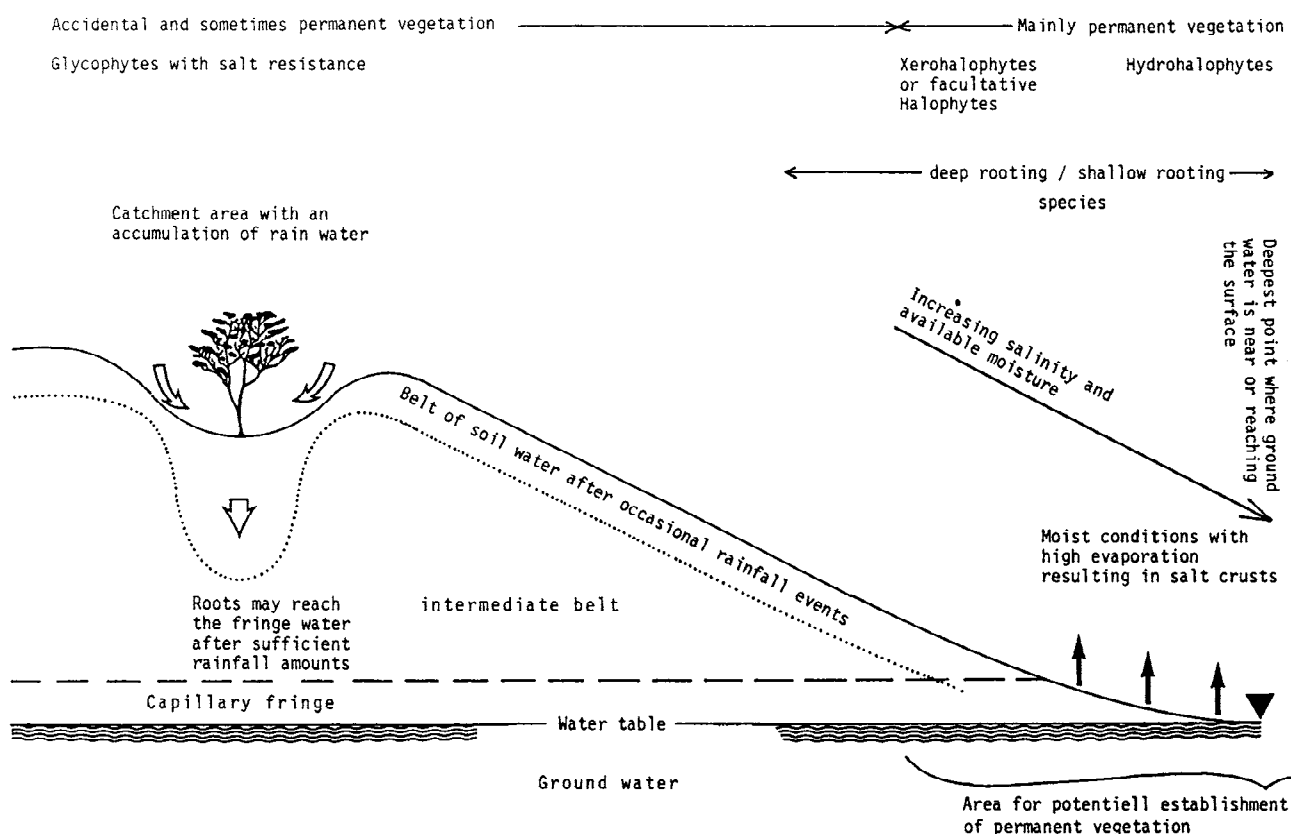 Accidental and sometimes permanent vegetation
Mainly permanent vegetation
Glycophytes with salt resistance
Xerohalophytes
or facultative
Halophytes
Hydrohalophytes
deep rooting / shallow rooting
species
Catchment area with an
accumulation of rain water
Deepest point where ground
water is near or reaching
the surface
Increasing salinity and
available moisture
Belt of soil water after occasional rainfall events
Moist conditions with
high evaporation
resulting in salt crusts
Roots may reach
the fringe water
after sufficient
rainfall amounts
intermediate belt
Capillary fringe
Water table
Ground water
Area for potentiell establishment
of permanent vegetation